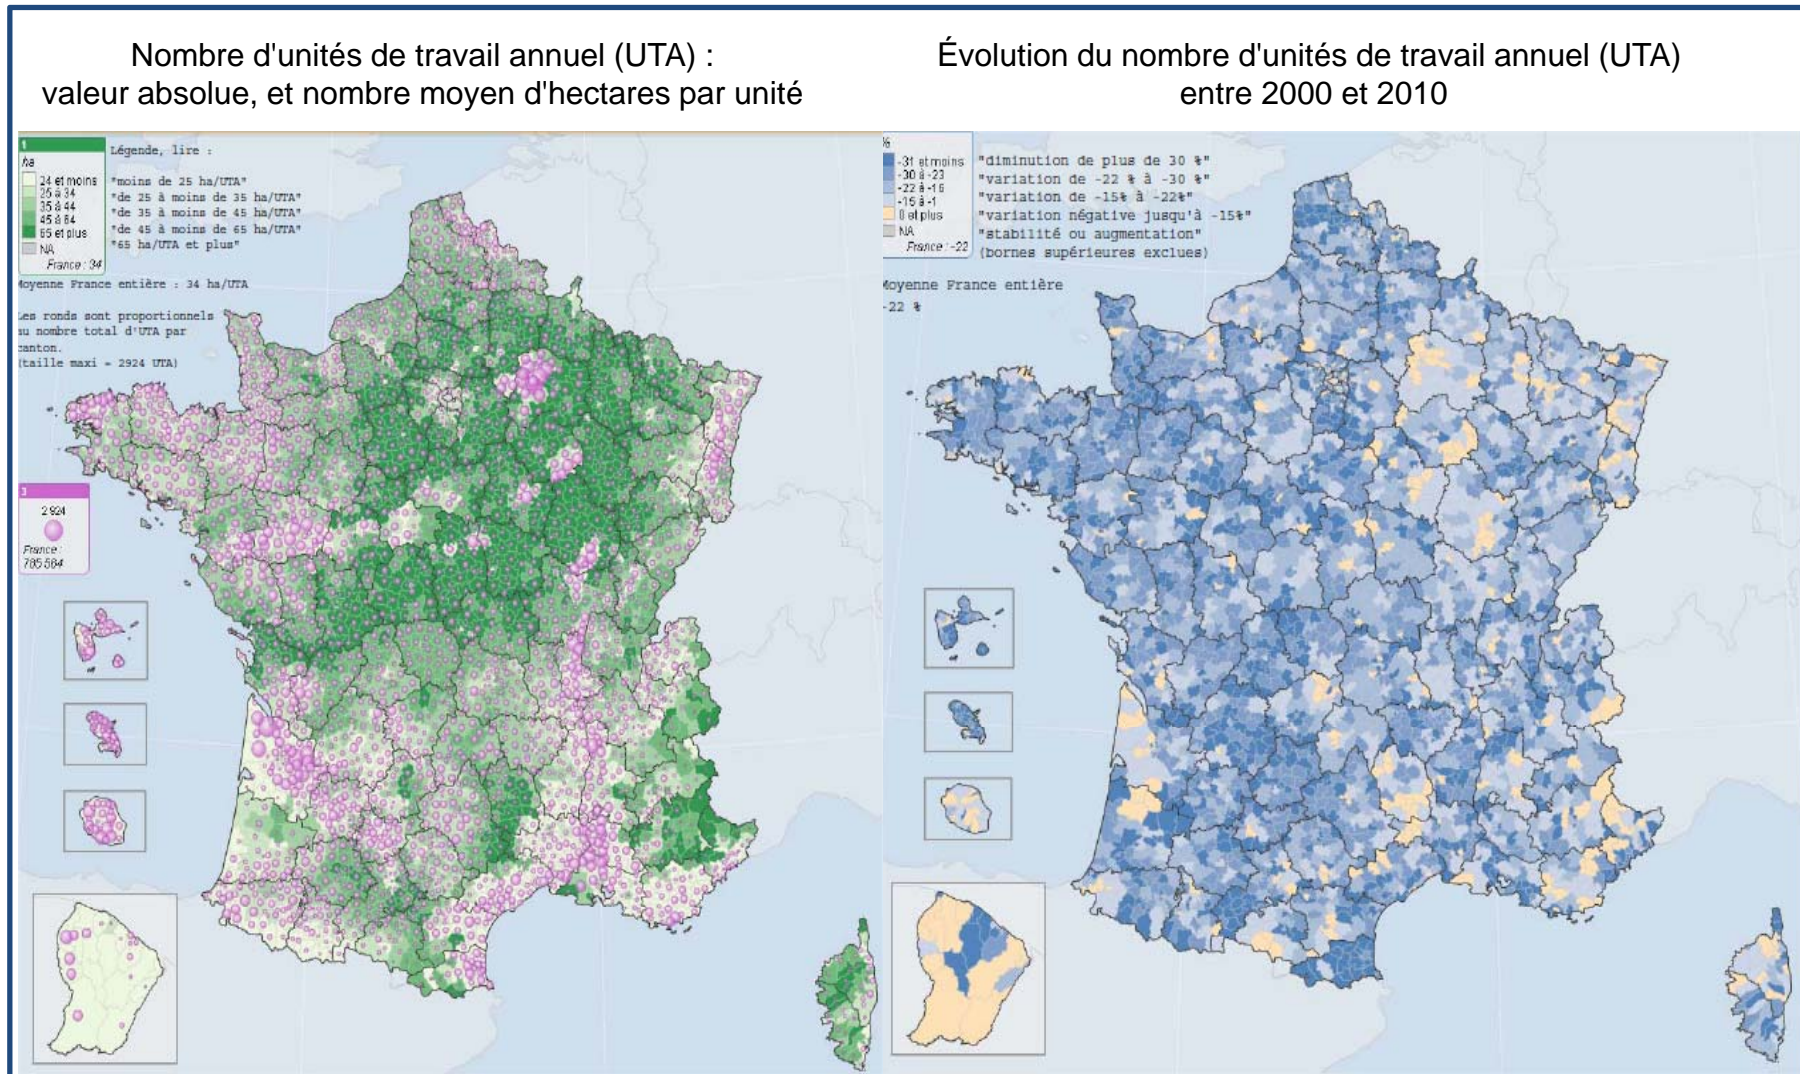 Nombre d'unités de travail annuel (UTA) :
valeur absolue, et nombre moyen d'hectares par unité
Évolution du nombre d'unités de travail annuel (UTA)
entre 2000 et 2010
1
ha
24 et moins
25 à 34
35 à 44
45 à 64
65 et plus
NA
France : 34
Légende, lire :
"moins de 25 ha/UTA"
"de 25 à moins de 35 ha/UTA"
"de 35 à moins de 45 ha/UTA"
"de 45 à moins de 65 ha/UTA"
"65 ha/UTA et plus"
Moyenne France entière : 34 ha/UTA
Les ronds sont proportionnels
au nombre total d'UTA par
canton.
(taille maxi = 2924 UTA)
3
2 924
France :
765 564
%
-31 et moins
-30 à -23
-22 à -16
-15 à -1
0 et plus
NA
France : -22
"diminution de plus de 30 %"
"variation de -22 % à -30 %"
"variation de -15% à -22%"
"variation négative jusqu'à -15%"
"stabilité ou augmentation"
(bornes supérieures exclues)
Moyenne France entière
-22 %